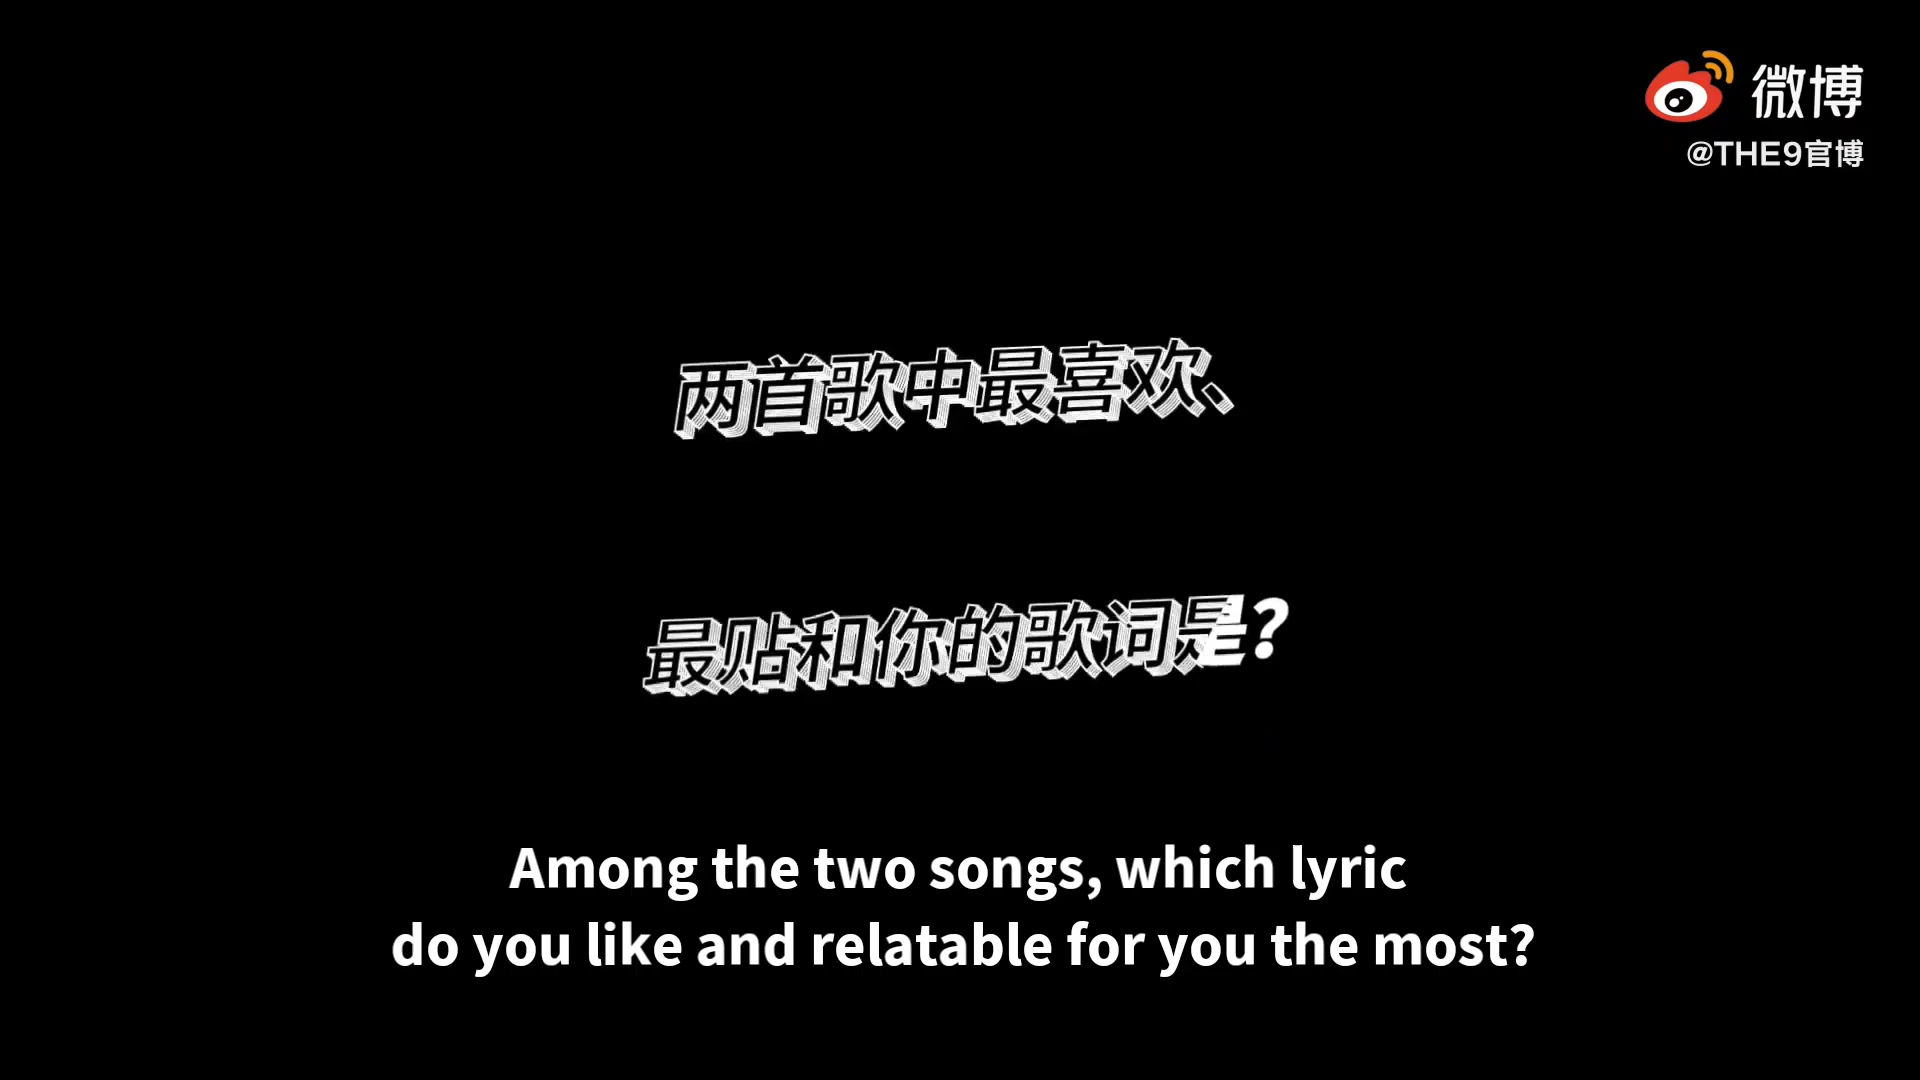 微博
@THE9官博
两首歌中最喜欢、
最贴和你的歌词是?
Among the two songs, which lyric
do you like and relatable for you the most?